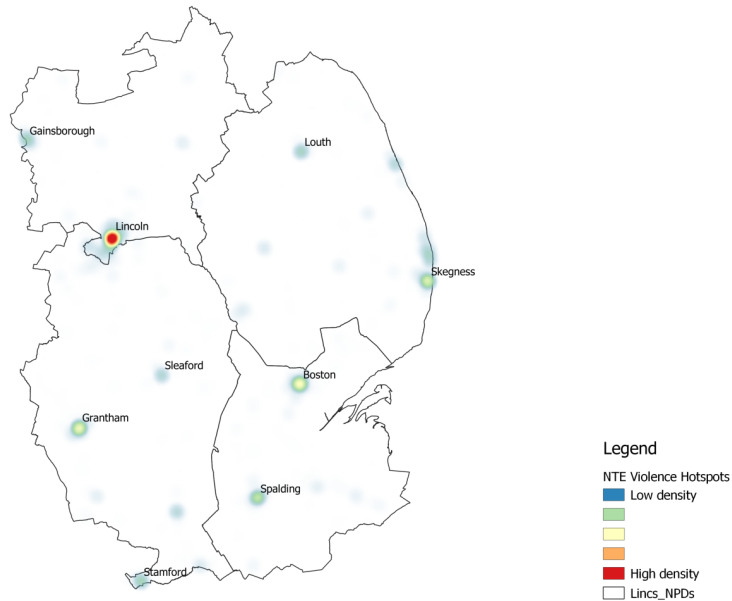 Gainsborough
Louth
Lincoln
Skegness
Sleaford
Boston
Grantham
Spalding
Stamford
Legend
NTE Violence Hotspots
Low density
High density
Lincs_NPDs